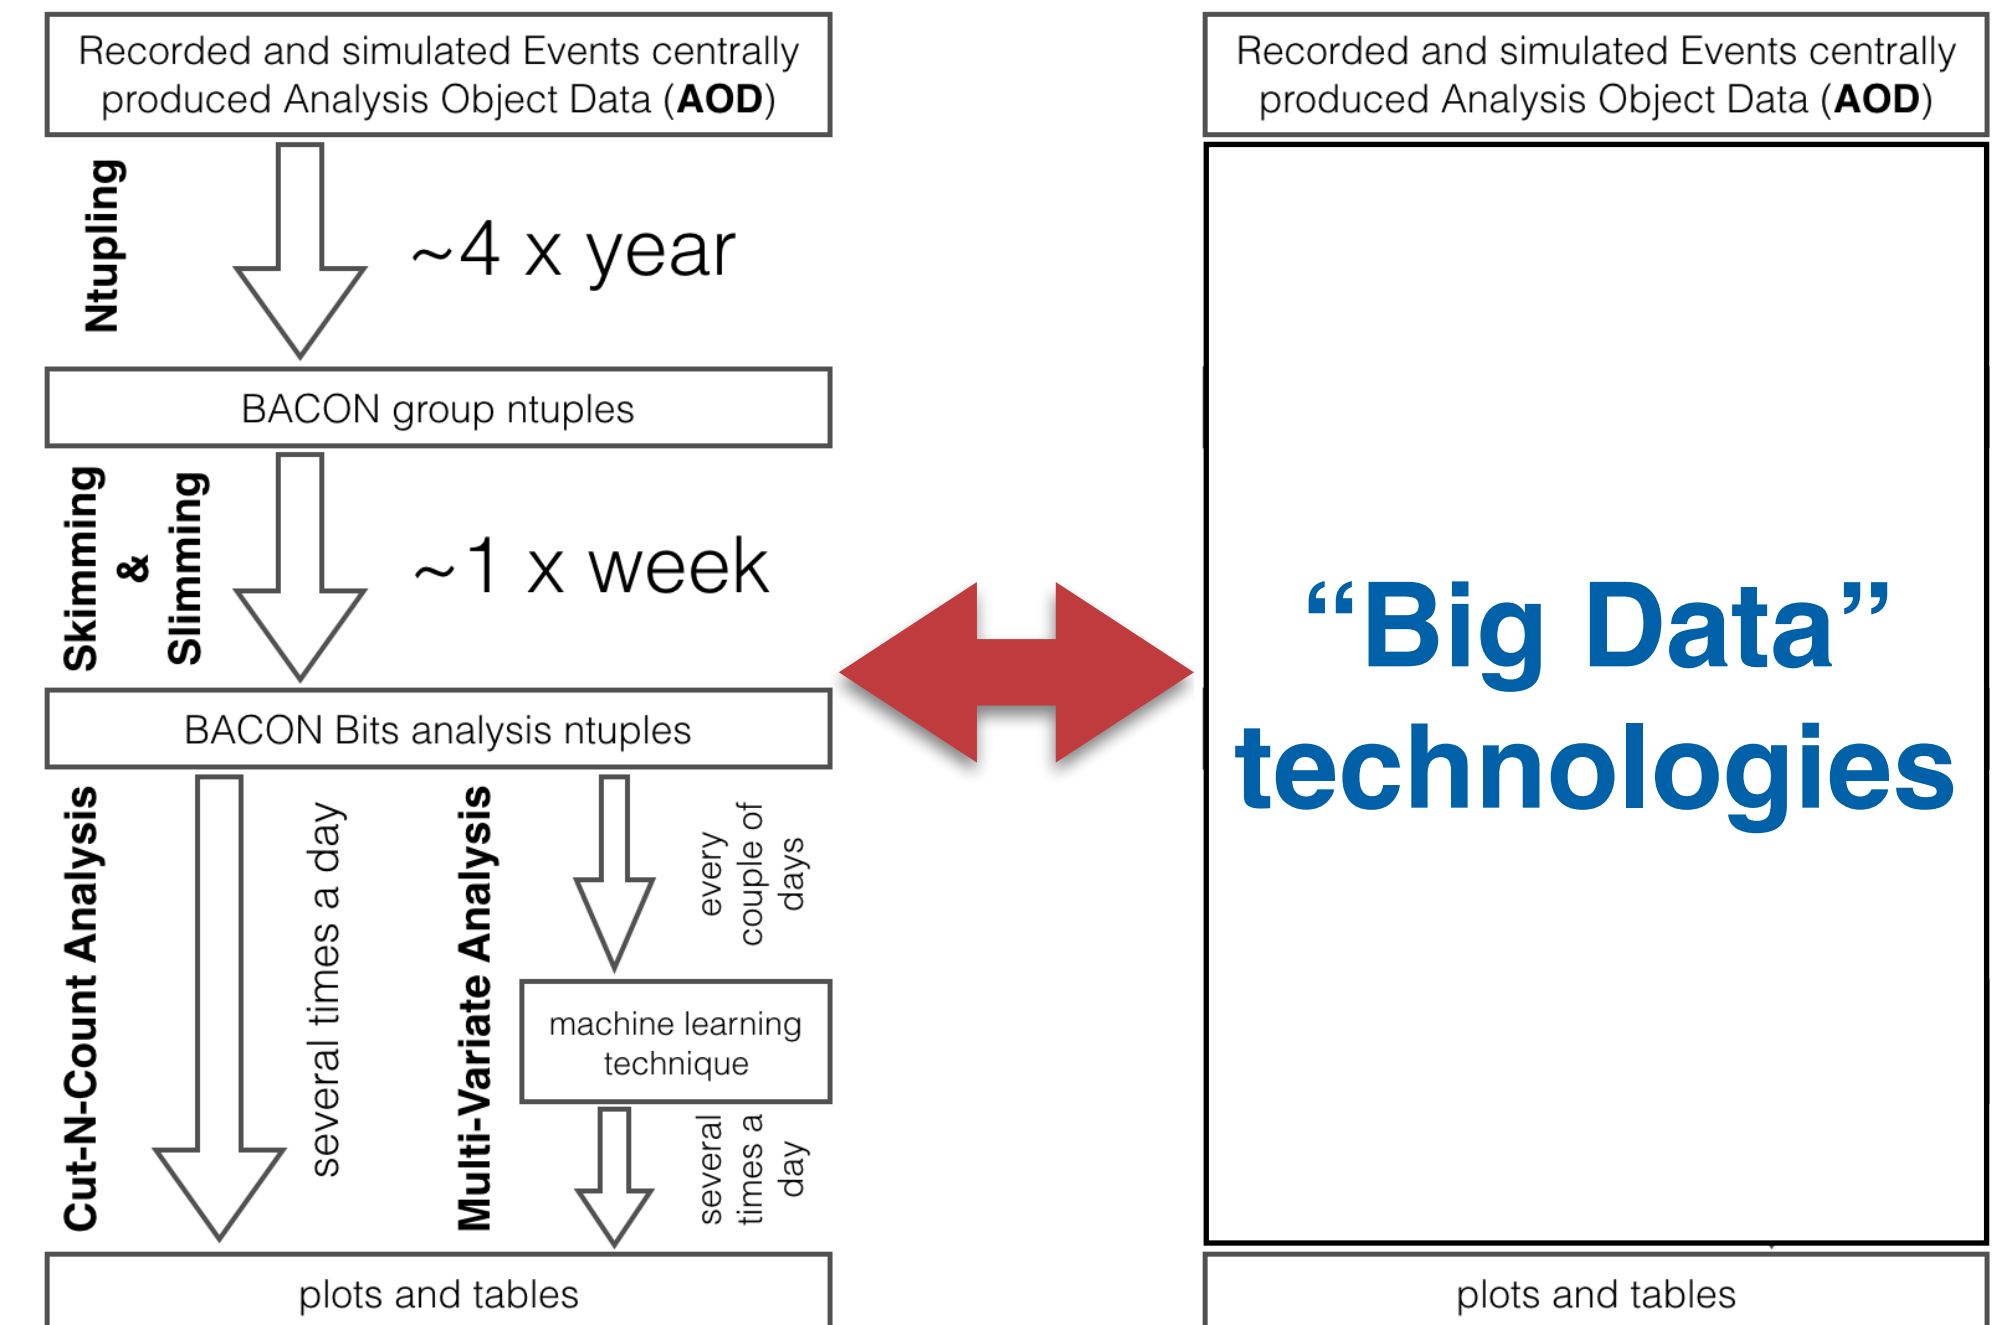 Recorded and simulated Events centrally
produced Analysis Object Data (AOD)
Ntupling
~4 x year
BACON group ntuples
Skimming
&
Slimming
~1 x week
BACON Bits analysis ntuples
Cut-N-Count Analysis
several times a day
Multi-Variate Analysis
every
couple of
days
machine learning
technique
several
times a
day
plots and tables
Recorded and simulated Events centrally
produced Analysis Object Data (AOD)
“Big Data”
technologies
plots and tables